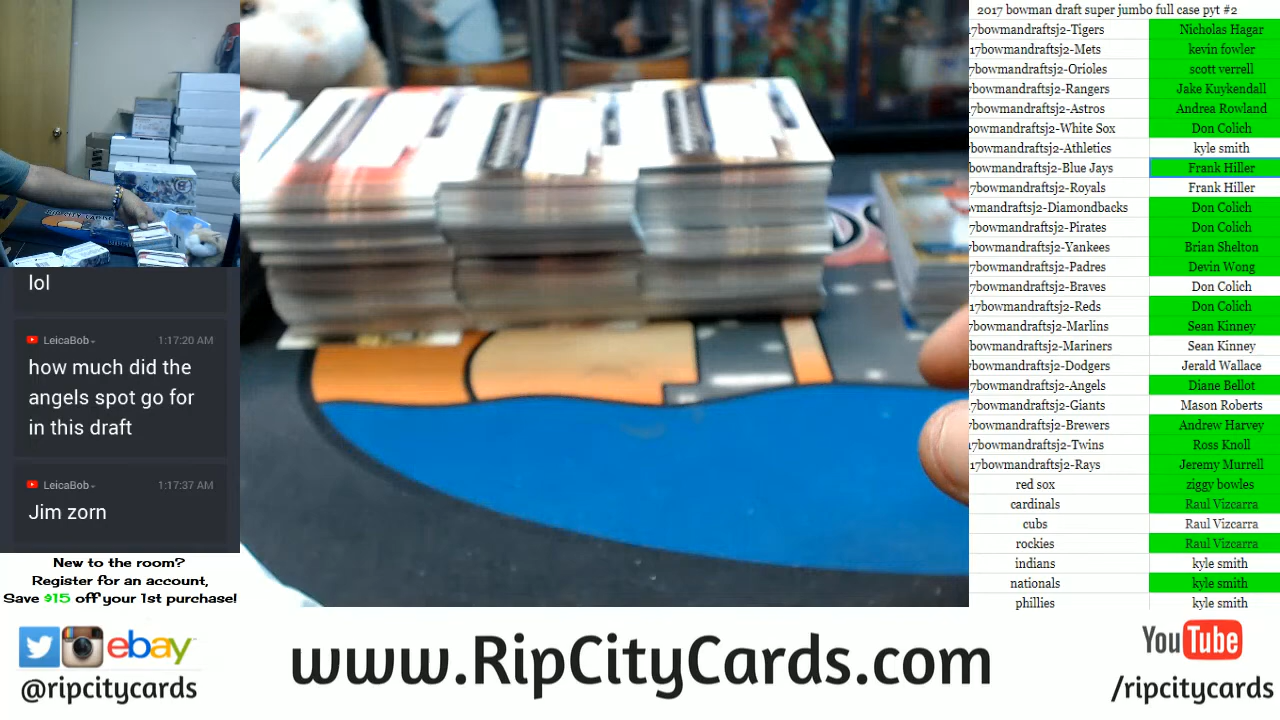 lol
LeicaBob
1:17:20 AM
how much did the
angels spot go for
in this draft
LeicaBob
1:17:37 AM
Jim zorn
New to the room?
Register for an account,
Save $15 off your 1st purchase!
RIP CITY CAR
2017 bowman draft super jumbo full case pyt #2
17bowmandraftsj2-Tigers Nicholas Hagar
7bowmandraftsj2-Mets kevin fowler
7bowmandraftsj2-Orioles scott verrell
7bowmandraftsj2-Rangers Jake Kuykendall
7bowmandraftsj2-Astros Andrea Rowland
bowmandraftsj2-White Sox Don Colich
7bowmandraftsj2-Athletics kyle smith
bowmandraftsj2-Blue Jays Frank Hiller
7bowmandraftsj2-Royals Frank Hiller
wmandraftsj2-Diamondbacks Don Colich
7bowmandraftsj2-Pirates Don Colich
7bowmandraftsj2-Yankees Brian Shelton
7bowmandraftsj2-Padres Devin Wong
7bowmandraftsj2-Braves Don Colich
17bowmandraftsj2-Reds Don Colich
7bowmandraftsj2-Marlins Sean Kinney
7bowmandraftsj2-Mariners Sean Kinney
7bowmandraftsj2-Dodgers Jerald Wallace
7bowmandraftsj2-Angels Diane Bellot
7bowmandraftsj2-Giants Mason Roberts
7bowmandraftsj2-Brewers Andrew Harvey
7bowmandraftsj2-Twins Ross Knoll
17bowmandraftsj2-Rays Jeremy Murrell
red sox ziggy bowles
cardinals Raul Vizcarra
cubs Raul Vizcarra
rockies Raul Vizcarra
indians kyle smith
nationals kyle smith
phillies kyle smith
ebay
@ripcitycards
www.RipCityCards.com
YouTube
/ripcitycards